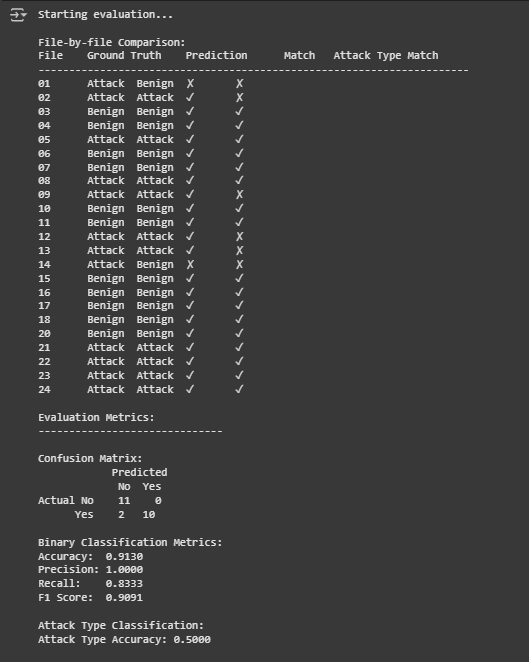 Starting evaluation...
File-by-file Comparison:
File    Ground Truth    Prediction      Match   Attack Type Match
----------------------------------------------------------------------
01      Attack  Benign  ✗       ✗
02      Attack  Attack  ✓       ✗
03      Benign  Benign  ✓       ✓
04      Benign  Benign  ✓       ✓
05      Attack  Attack  ✓       ✓
06      Benign  Benign  ✓       ✓
07      Benign  Benign  ✓       ✓
08      Attack  Attack  ✓       ✓
09      Attack  Attack  ✓       ✗
10      Benign  Benign  ✓       ✓
11      Benign  Benign  ✓       ✓
12      Attack  Attack  ✓       ✗
13      Attack  Attack  ✓       ✗
14      Attack  Benign  ✗       ✗
15      Benign  Benign  ✓       ✓
16      Benign  Benign  ✓       ✓
17      Benign  Benign  ✓       ✓
18      Benign  Benign  ✓       ✓
20      Benign  Benign  ✓       ✓
21      Attack  Attack  ✓       ✓
22      Attack  Attack  ✓       ✓
23      Attack  Attack  ✓       ✓
24      Attack  Attack  ✓       ✓
Evaluation Metrics:
------------------------------
Confusion Matrix:
            Predicted
             No  Yes
Actual No    11    0
      Yes    2   10
Binary Classification Metrics:
Accuracy:  0.9130
Precision: 1.0000
Recall:    0.8333
F1 Score:  0.9091
Attack Type Classification:
Attack Type Accuracy: 0.5000